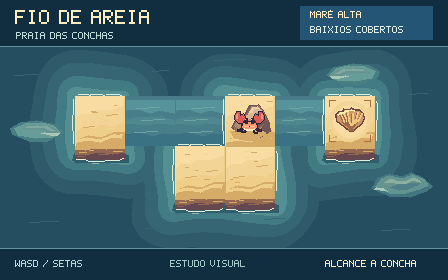 FIO DE AREIA
PRAIA DAS CONCHAS
MARÉ ALTA
BAIXIOS COBERTOS
WASD / SETAS
ESTUDO VISUAL
ALCANCE A CONCHA